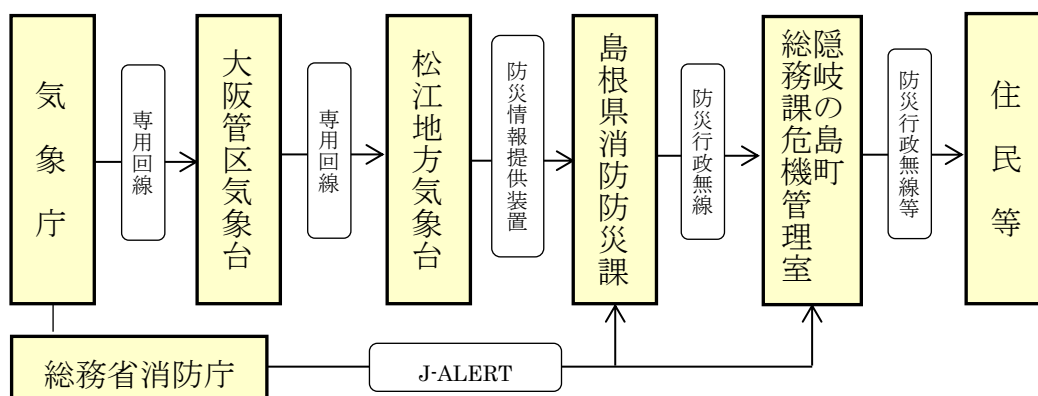 気象庁
専用回線
大阪管区気象台
専用回線
松江地方気象台
防災情報提供装置
島根県消防防災課
防災行政無線
隠岐の島町
総務課危機管理室
防災行政無線等
住民等
総務省消防庁
J-ALERT